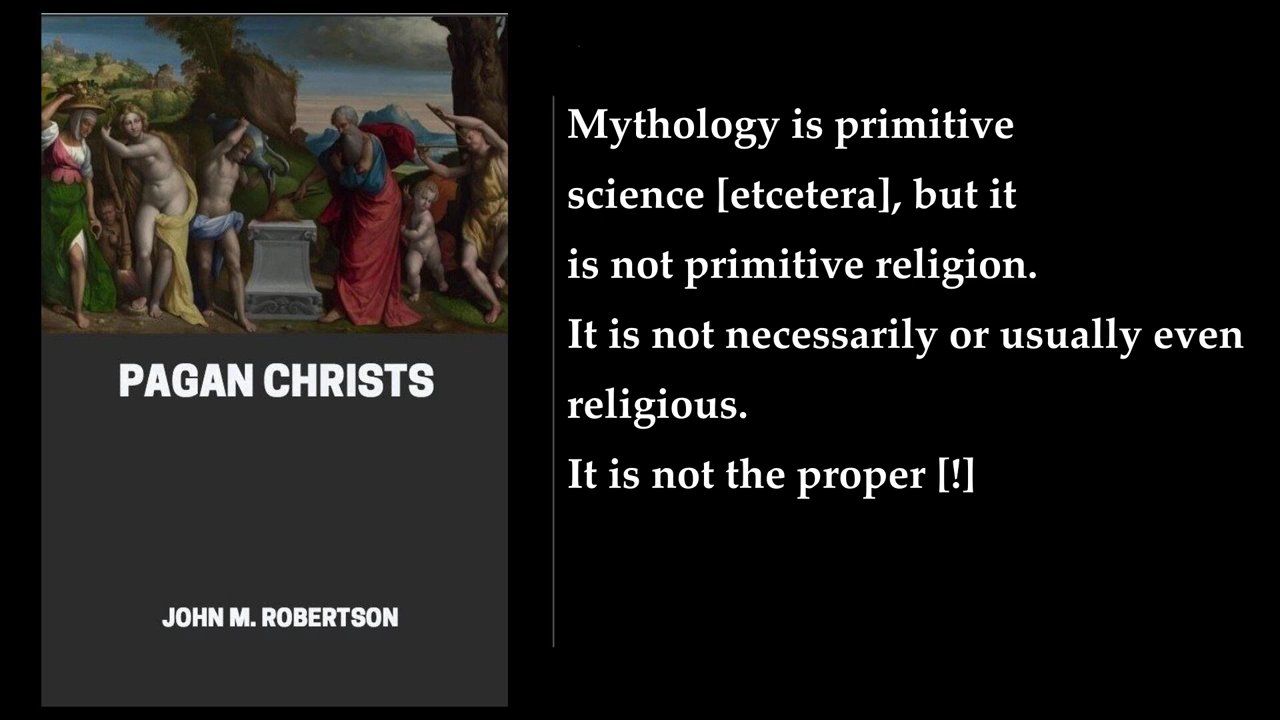 PAGAN CHRISTS
JOHN M. ROBERTSON
Mythology is primitive
science [etcetera], but it
is not primitive religion.
It is not necessarily or usually even
religious.
It is not the proper [!]